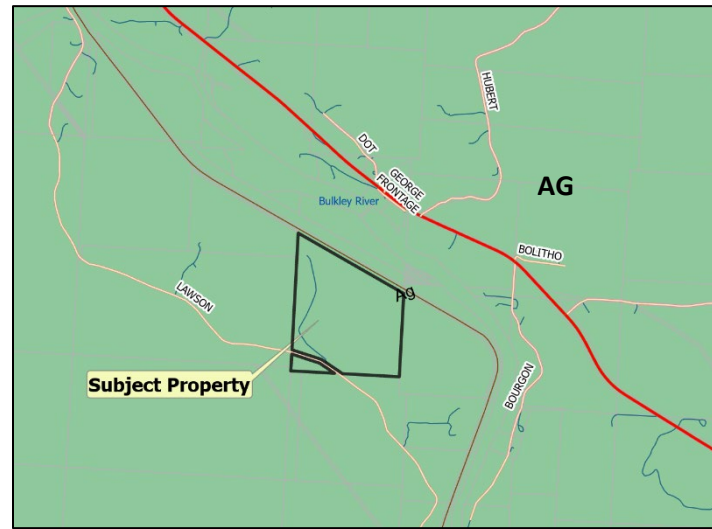 HUBERT
DOT
GEORGE
FRONTAGE
AG
Bulkley River
BOLITHO
Ag
LAWSON
Subject Property
BOURGON